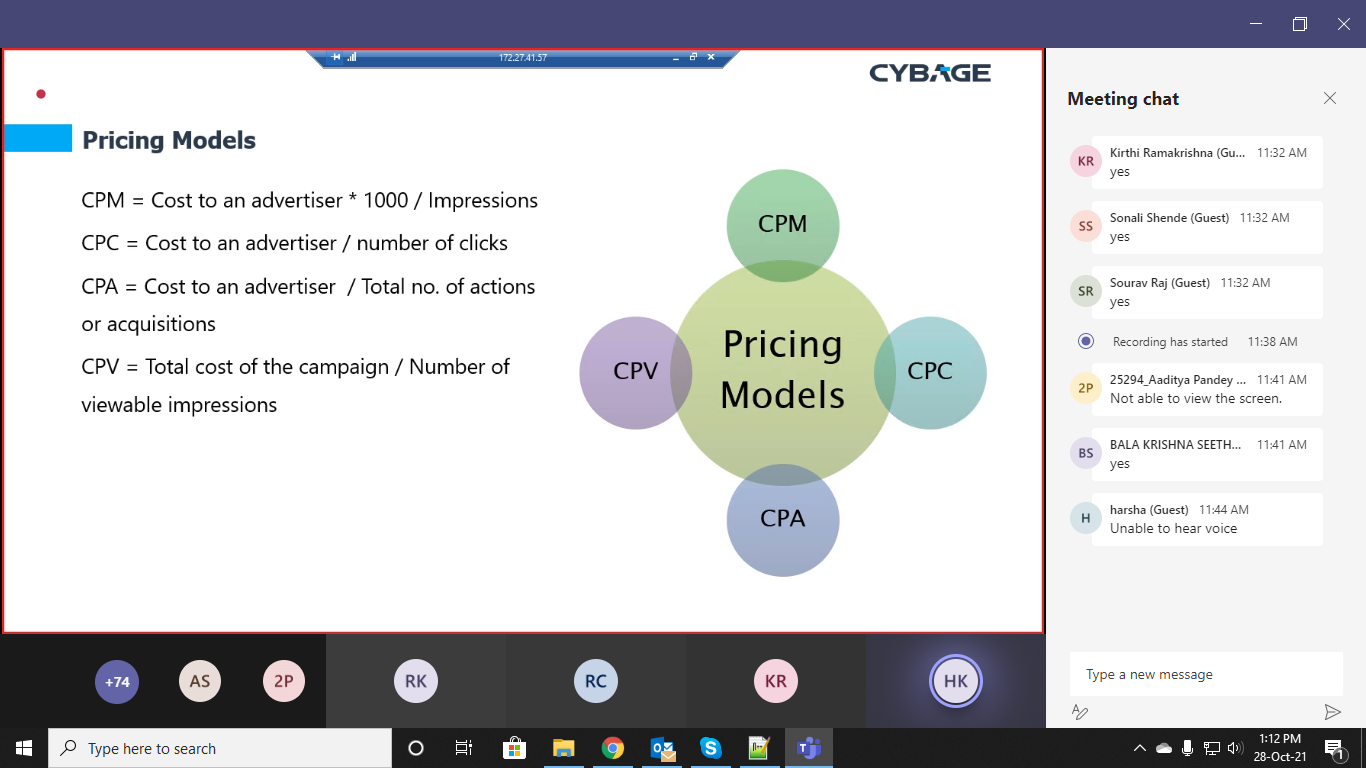 172.27.41.57
CYBAGE
Pricing Models
CPM = Cost to an advertiser * 1000 / Impressions
CPC = Cost to an advertiser / number of clicks
CPA = Cost to an advertiser / Total no. of actions
or acquisitions
CPV = Total cost of the campaign / Number of
viewable impressions
CPM
Pricing
Models
CPV
CPC
CPA
Meeting chat
KR
Kirthi Ramakrishna (Gu... 11:32 AM
yes
SS
Sonali Shende (Guest) 11:32 AM
yes
SR
Sourav Raj (Guest) 11:32 AM
yes
Recording has started 11:38 AM
2P
25294_Aaditya Pandey ... 11:41 AM
Not able to view the screen.
BS
BALA KRISHNA SEETH... 11:41 AM
yes
H
harsha (Guest) 11:44 AM
Unable to hear voice
Type a new message
+74
AS
2P
RK
RC
KR
HK
Type here to search
1:12 PM
28-Oct-21
1